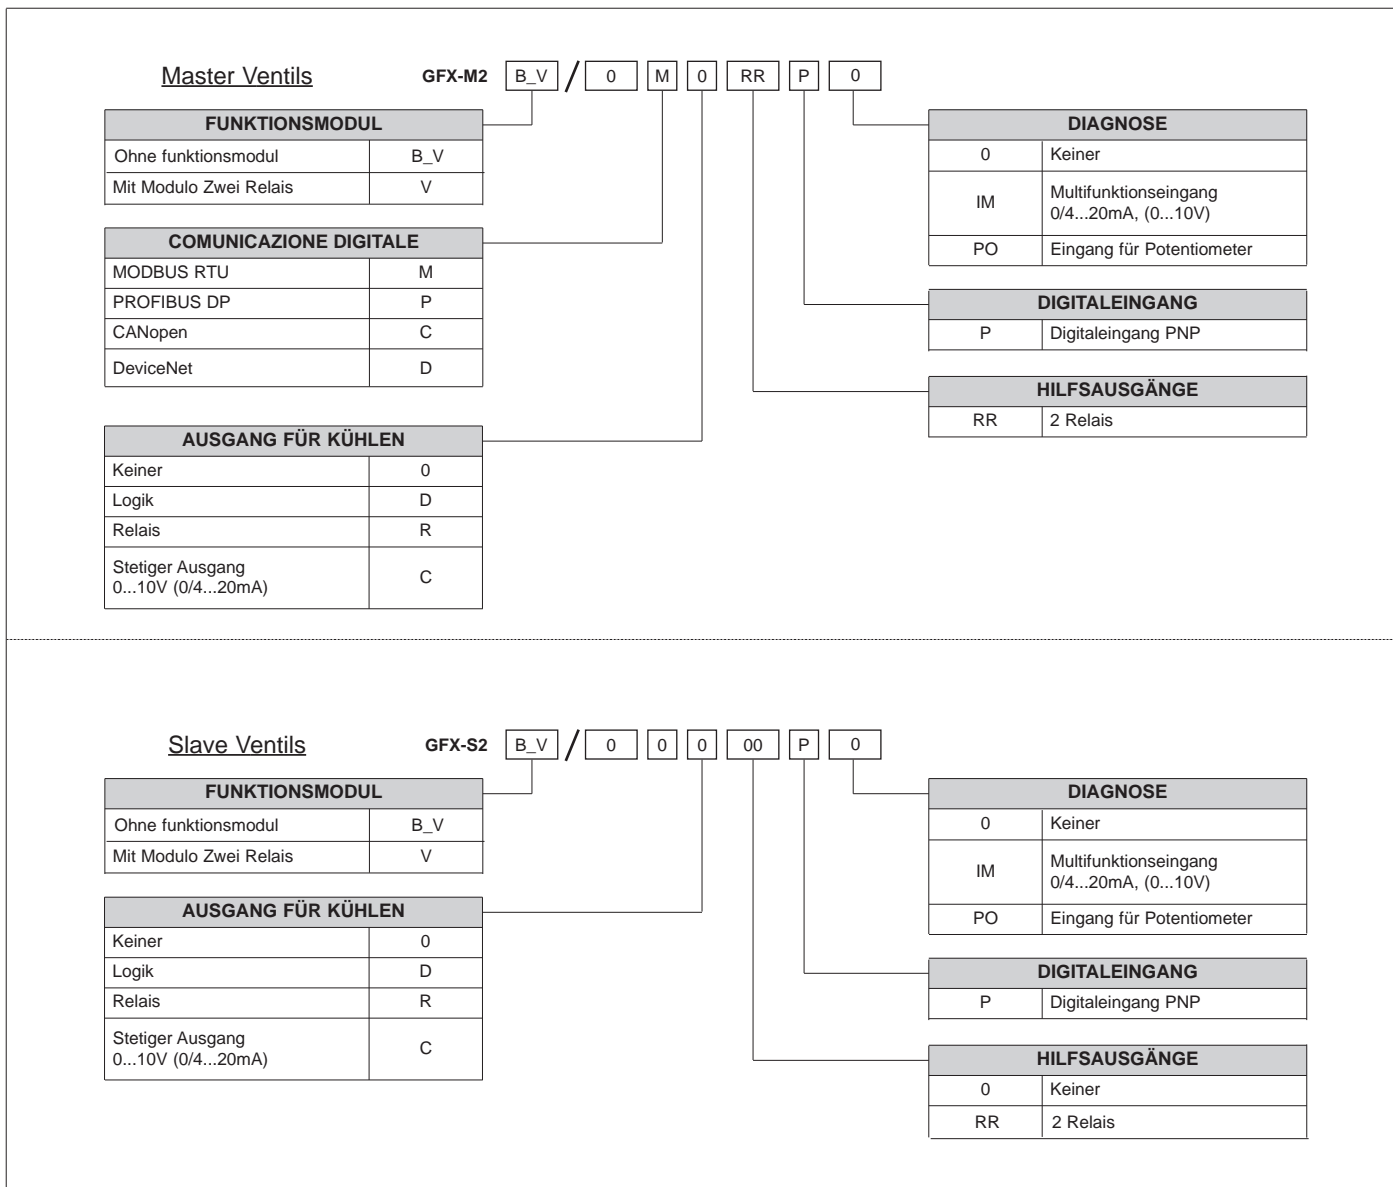 Master Ventils
GFX-M2 B_V / 0 M 0 RR P 0
FUNKTIONSMODUL
Ohne funktionsmodul B_V
Mit Modulo Zwei Relais V
COMUNICAZIONE DIGITALE
MODBUS RTU M
PROFIBUS DP P
CANopen C
DeviceNet D
AUSGANG FÜR KÜHLEN
Keiner 0
Logik D
Relais R
Stetiger Ausgang
0...10V (0/4...20mA) C
DIAGNOSE
0 Keiner
IM Multifunktionseingang
0/4...20mA, (0...10V)
PO Eingang für Potentiometer
DIGITALEINGANG
P Digitaleingang PNP
HILFSAUSGÄNGE
RR 2 Relais
Slave Ventils
GFX-S2 B_V / 0 0 0 00 P 0
FUNKTIONSMODUL
Ohne funktionsmodul B_V
Mit Modulo Zwei Relais V
AUSGANG FÜR KÜHLEN
Keiner 0
Logik D
Relais R
Stetiger Ausgang
0...10V (0/4...20mA) C
DIAGNOSE
0 Keiner
IM Multifunktionseingang
0/4...20mA, (0...10V)
PO Eingang für Potentiometer
DIGITALEINGANG
P Digitaleingang PNP
HILFSAUSGÄNGE
0 Keiner
RR 2 Relais